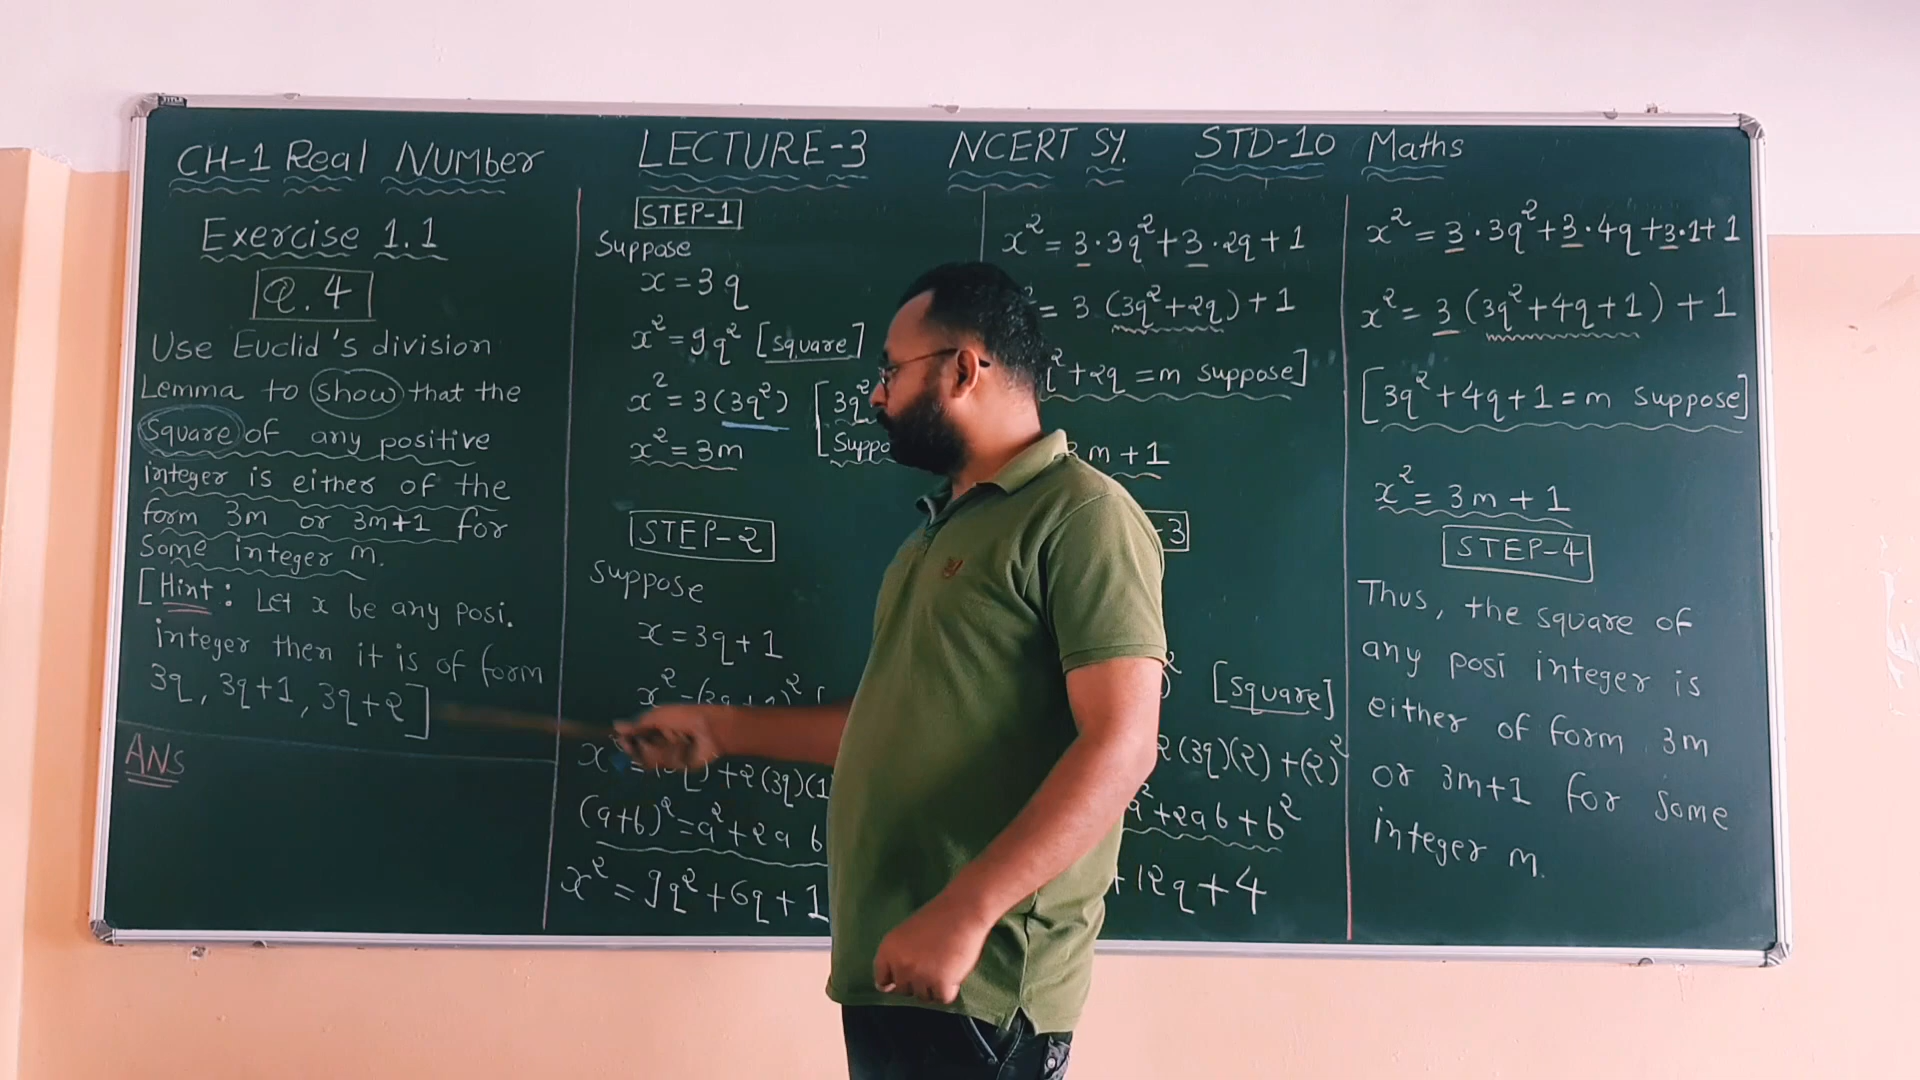 CH-1 Real NUMber LECTURE-3 NCERT SY. STD-10 Maths
Exercise 1.1
Q.4
Use Euclid's division
Lemma to show that the
Square of any positive
integer is either of the
form 3m or 3m+1 for
Some integer m.
[Hint: Let x be any posi.
integer then it is of form
3q, 3q+1, 3q+2]
ANS
STEP-1
Suppose
x=3q
x²=9q² [square]
x²=3(3q²) [3q²
x²=3m [Suppo
STEP-2
suppose
x=3q+1
(a+b)²=a²+2ab
x²=9q²+6q+1
x²=3·3q²+3·2q+1
=3(3q²+2q)+1
+2q=m suppose]
m+1
-3
[square]
2(3q)(2)+(2)²
+2ab+b²
+12q+4
x²=3·3q²+3·4q+3·1+1
x²=3(3q²+4q+1)+1
[3q²+4q+1=m suppose]
x²=3m+1
STEP-4
Thus, the square of
any posi integer is
either of form 3m
or 3m+1 for some
integer m.